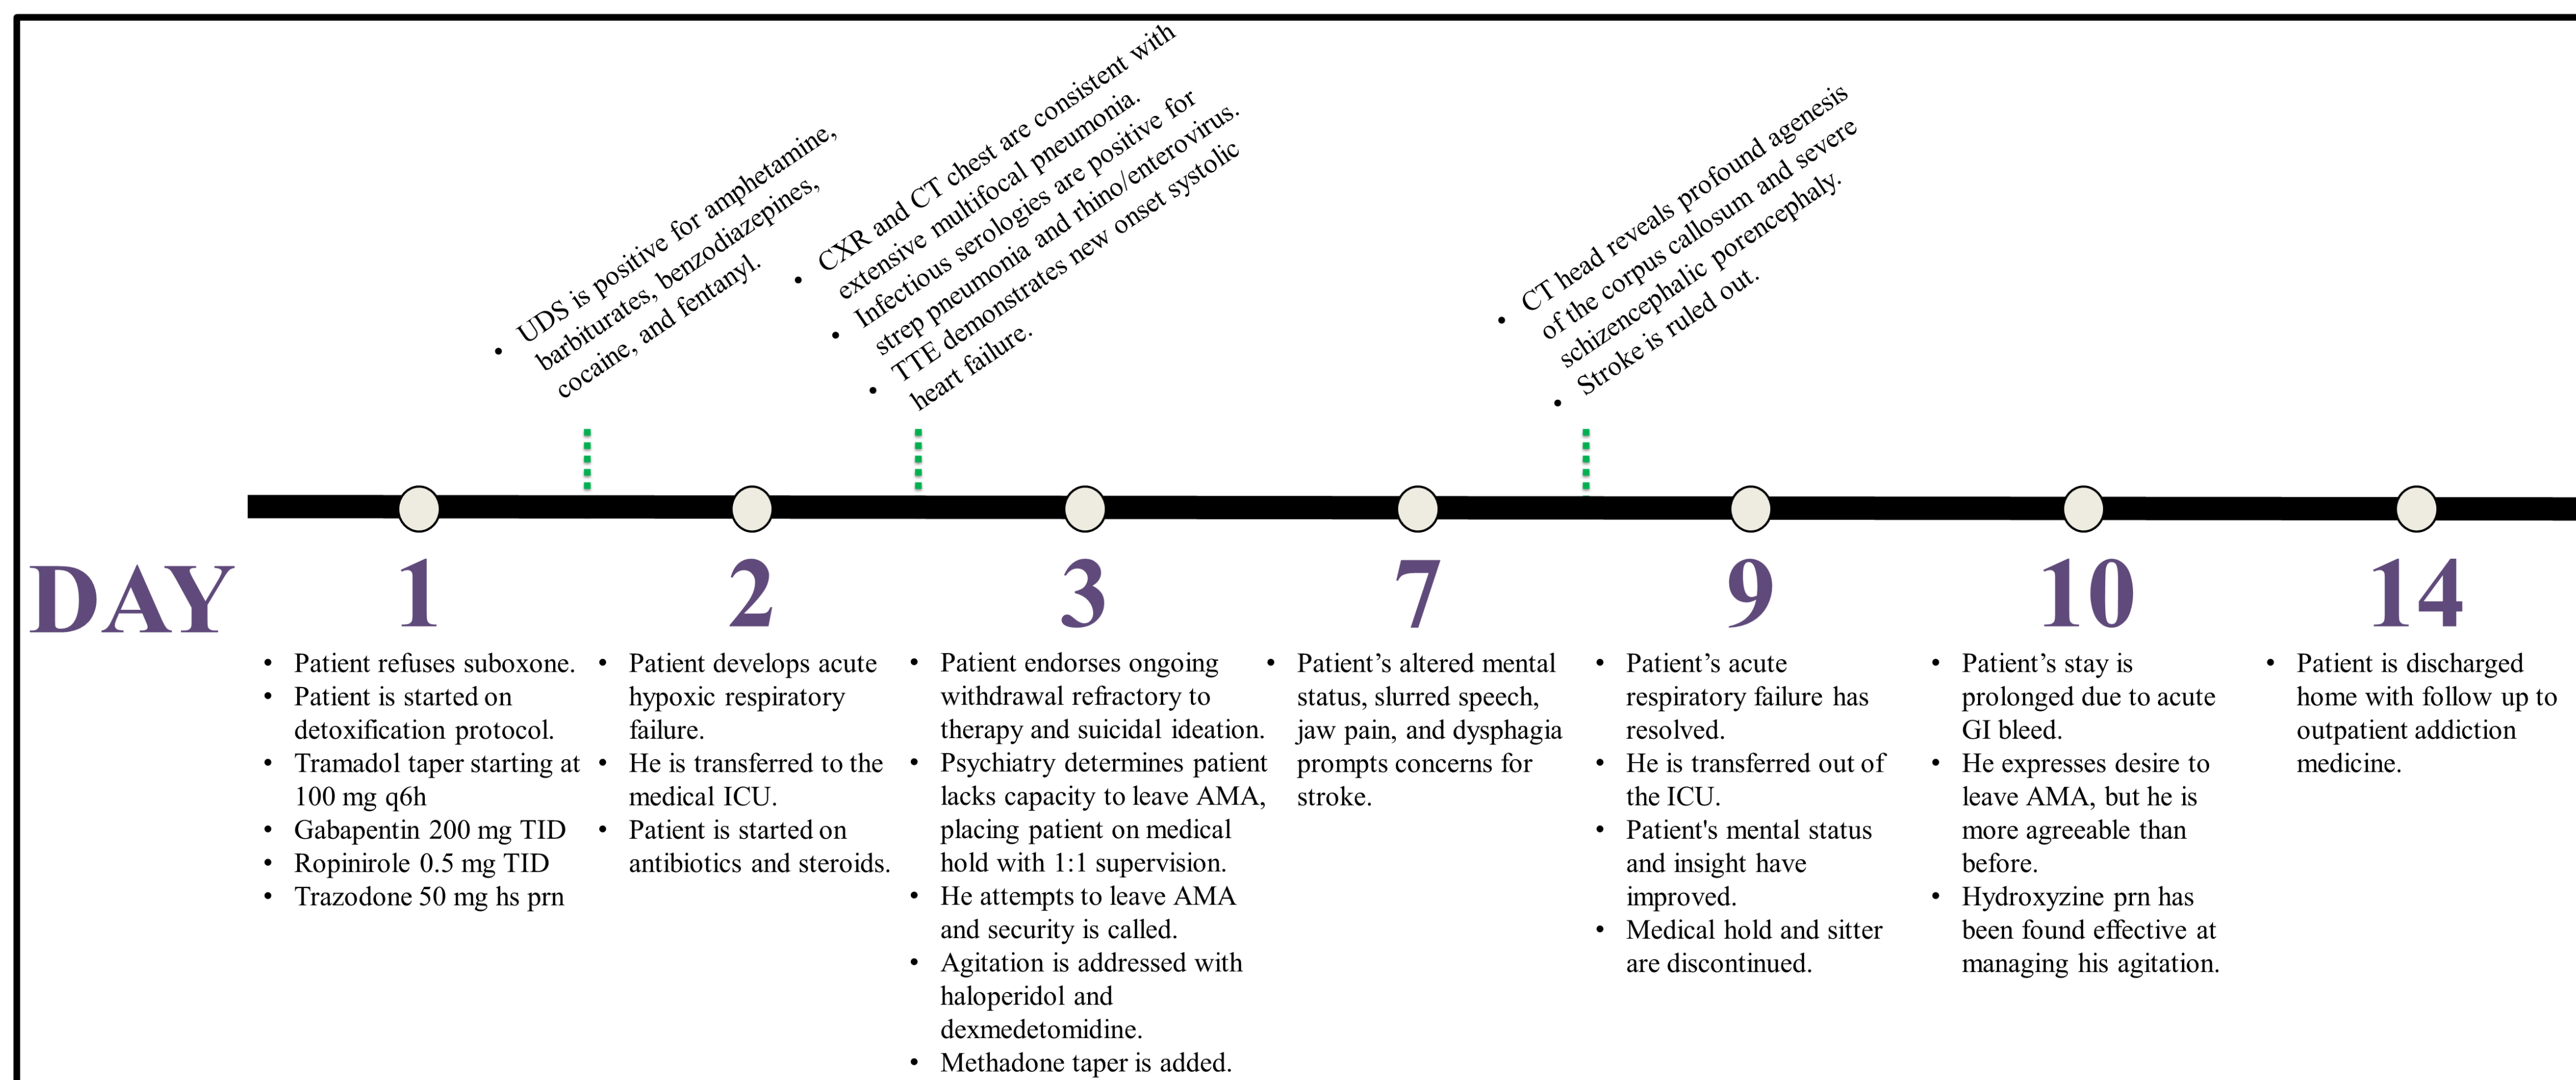 UDS is positive for amphetamine,
barbiturates, benzodiazepines,
cocaine, and fentanyl.
CXR and CT chest are consistent with
extensive multifocal pneumonia.
Infectious serologies are positive for
strep pneumonia and rhino/enterovirus.
TTE demonstrates new onset systolic
heart failure.
CT head reveals profound agenesis
of the corpus callosum and severe
schizencephalic porencephaly.
Stroke is ruled out.
DAY
1
Patient refuses suboxone.
Patient is started on
detoxification protocol.
Tramadol taper starting at
100 mg q6h
Gabapentin 200 mg TID
Ropinirole 0.5 mg TID
Trazodone 50 mg hs prn
2
Patient develops acute
hypoxic respiratory
failure.
He is transferred to the
medical ICU.
Patient is started on
antibiotics and steroids.
3
Patient endorses ongoing
withdrawal refractory to
therapy and suicidal ideation.
Psychiatry determines patient
lacks capacity to leave AMA,
placing patient on medical
hold with 1:1 supervision.
He attempts to leave AMA
and security is called.
Agitation is addressed with
haloperidol and
dexmedetomidine.
Methadone taper is added.
7
Patient’s altered mental
status, slurred speech,
jaw pain, and dysphagia
prompts concerns for
stroke.
9
Patient’s acute
respiratory failure has
resolved.
He is transferred out of
the ICU.
Patient's mental status
and insight have
improved.
Medical hold and sitter
are discontinued.
10
Patient’s stay is
prolonged due to acute
GI bleed.
He expresses desire to
leave AMA, but he is
more agreeable than
before.
Hydroxyzine prn has
been found effective at
managing his agitation.
14
Patient is discharged
home with follow up to
outpatient addiction
medicine.